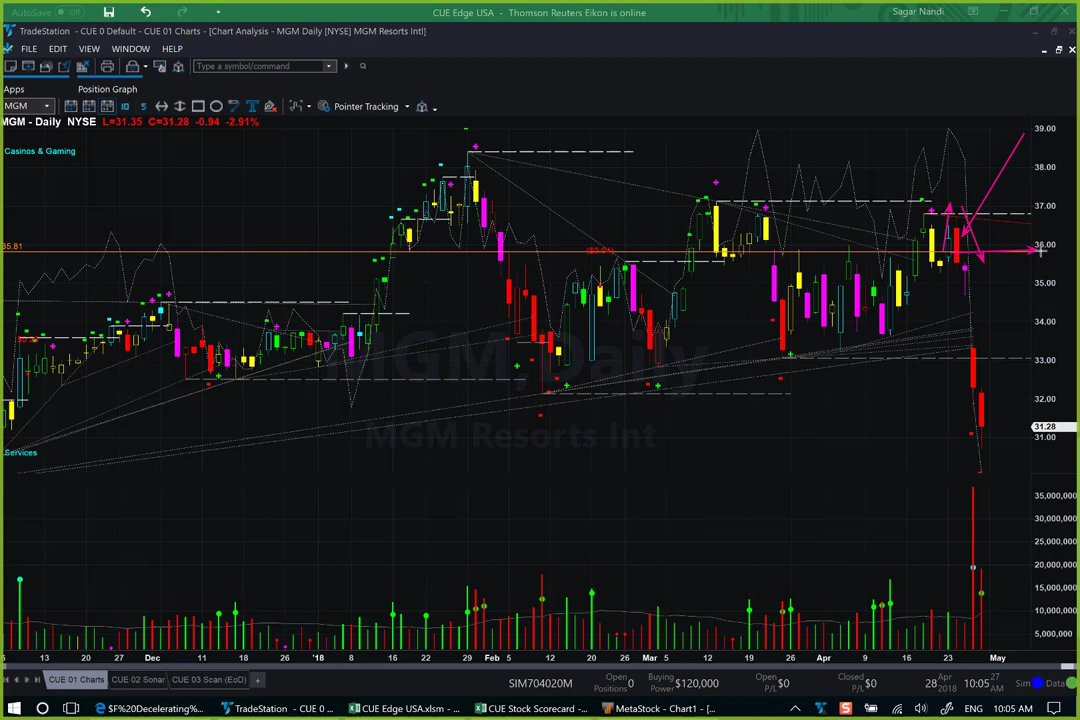 AutoSave Off
CUE Edge USA - Thomson Reuters Eikon is online
Sagar Nandi
TradeStation - CUE 0 Default - CUE 01 Charts - [Chart Analysis - MGM Daily [NYSE] MGM Resorts Intl]
FILE EDIT VIEW WINDOW HELP
Type a symbol/command
Apps Position Graph
MGM
Pointer Tracking
MGM - Daily NYSE L=31.35 C=31.28 -0.94 -2.91%
Casinos & Gaming
39.00
38.00
37.00
36.00
35.81
35.00
34.00
33.00
32.00
31.28
31.00
MGM, Daily
MGM Resorts Int
Services
35,000,000
30,000,000
25,000,000
20,000,000
15,000,000
10,000,000
5,000,000
13 20 27 Dec 11 18 26 '18 8 16 22 29 Feb 5 12 20 26 Mar 5 12 19 26 Apr 9 16 23 May
CUE 01 Charts CUE 02 Sonar CUE 03 Scan (EoD) +
SIM704020M
Open Positions 0
Buying Power $120,000
Open P/L $0
Closed P/L $0
28 Apr 2018
10:05 27 AM
Sim Data
$F%20Decelerating%...
TradeStation - CUE 0 ...
CUE Edge USA.xlsm - ...
CUE Stock Scorecard - ...
MetaStock - Chart1 - [...
ENG
10:05 AM